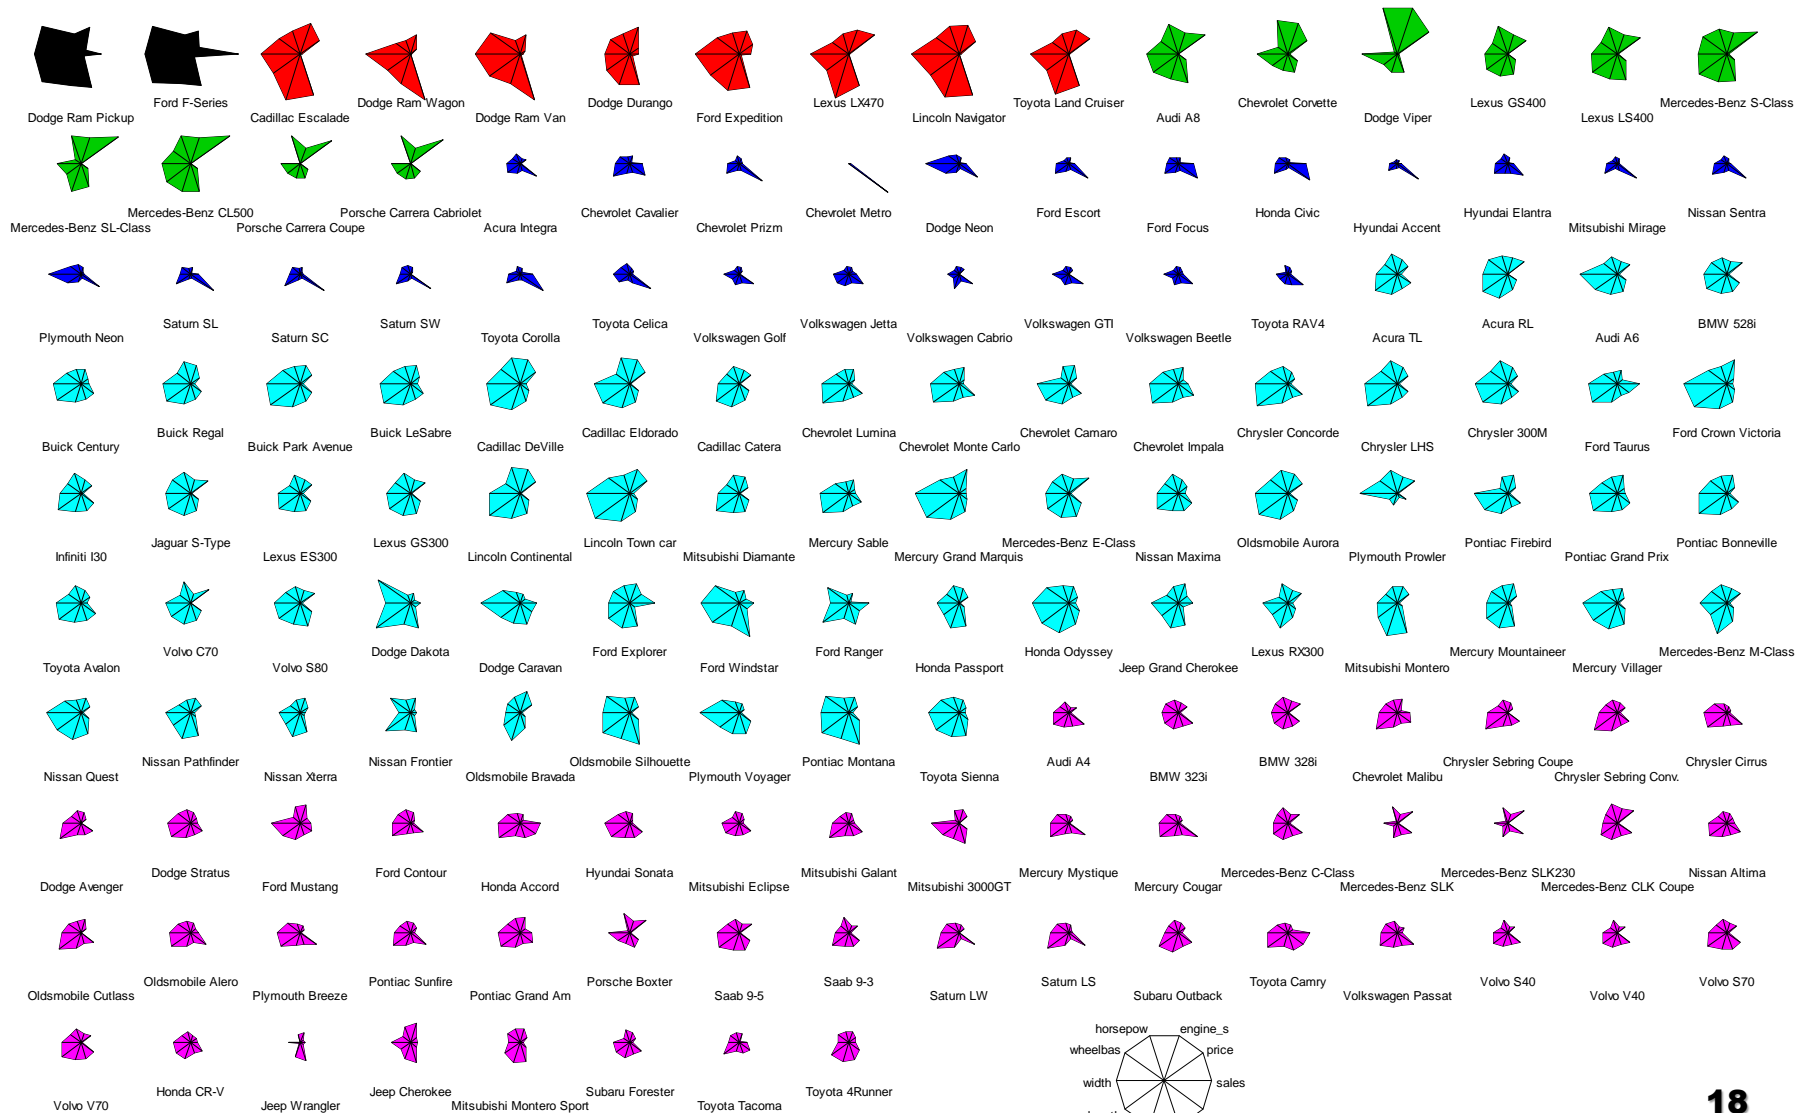 Dodge Ram Pickup
Ford F-Series
Cadillac Escalade
Dodge Ram Wagon
Dodge Ram Van
Dodge Durango
Ford Expedition
Lexus LX470
Lincoln Navigator
Toyota Land Cruiser
Audi A8
Chevrolet Corvette
Dodge Viper
Lexus GS400
Lexus LS400
Mercedes-Benz S-Class
Mercedes-Benz SL-Class
Mercedes-Benz CL500
Porsche Carrera Coupe
Porsche Carrera Cabriolet
Acura Integra
Chevrolet Cavalier
Chevrolet Prizm
Chevrolet Metro
Dodge Neon
Ford Escort
Ford Focus
Honda Civic
Hyundai Accent
Hyundai Elantra
Mitsubishi Mirage
Nissan Sentra
Plymouth Neon
Saturn SL
Saturn SC
Saturn SW
Toyota Corolla
Toyota Celica
Volkswagen Golf
Volkswagen Jetta
Volkswagen Cabrio
Volkswagen GTI
Volkswagen Beetle
Toyota RAV4
Acura TL
Acura RL
Audi A6
BMW 528i
Buick Century
Buick Regal
Buick Park Avenue
Buick LeSabre
Cadillac DeVille
Cadillac Eldorado
Cadillac Catera
Chevrolet Lumina
Chevrolet Monte Carlo
Chevrolet Camaro
Chevrolet Impala
Chrysler Concorde
Chrysler LHS
Chrysler 300M
Ford Taurus
Ford Crown Victoria
Infiniti I30
Jaguar S-Type
Lexus ES300
Lexus GS300
Lincoln Continental
Lincoln Town car
Mitsubishi Diamante
Mercury Sable
Mercury Grand Marquis
Mercedes-Benz E-Class
Nissan Maxima
Oldsmobile Aurora
Plymouth Prowler
Pontiac Firebird
Pontiac Grand Prix
Pontiac Bonneville
Toyota Avalon
Volvo C70
Volvo S80
Dodge Dakota
Dodge Caravan
Ford Explorer
Ford Windstar
Ford Ranger
Honda Passport
Honda Odyssey
Jeep Grand Cherokee
Lexus RX300
Mitsubishi Montero
Mercury Mountaineer
Mercury Villager
Mercedes-Benz M-Class
Nissan Quest
Nissan Pathfinder
Nissan Xterra
Nissan Frontier
Oldsmobile Bravada
Oldsmobile Silhouette
Plymouth Voyager
Pontiac Montana
Toyota Sienna
Audi A4
BMW 323i
BMW 328i
Chevrolet Malibu
Chrysler Sebring Coupe
Chrysler Sebring Conv.
Chrysler Cirrus
Dodge Avenger
Dodge Stratus
Ford Mustang
Ford Contour
Honda Accord
Hyundai Sonata
Mitsubishi Eclipse
Mitsubishi Galant
Mitsubishi 3000GT
Mercury Mystique
Mercury Cougar
Mercedes-Benz C-Class
Mercedes-Benz SLK
Mercedes-Benz SLK230
Mercedes-Benz CLK Coupe
Nissan Altima
Oldsmobile Cutlass
Oldsmobile Alero
Plymouth Breeze
Pontiac Sunfire
Pontiac Grand Am
Porsche Boxter
Saab 9-5
Saab 9-3
Saturn LW
Saturn LS
Subaru Outback
Toyota Camry
Volkswagen Passat
Volvo S40
Volvo V40
Volvo S70
Volvo V70
Honda CR-V
Jeep Wrangler
Jeep Cherokee
Mitsubishi Montero Sport
Subaru Forester
Toyota Tacoma
Toyota 4Runner
horsepow
engine_s
wheelbas
price
width
sales
18